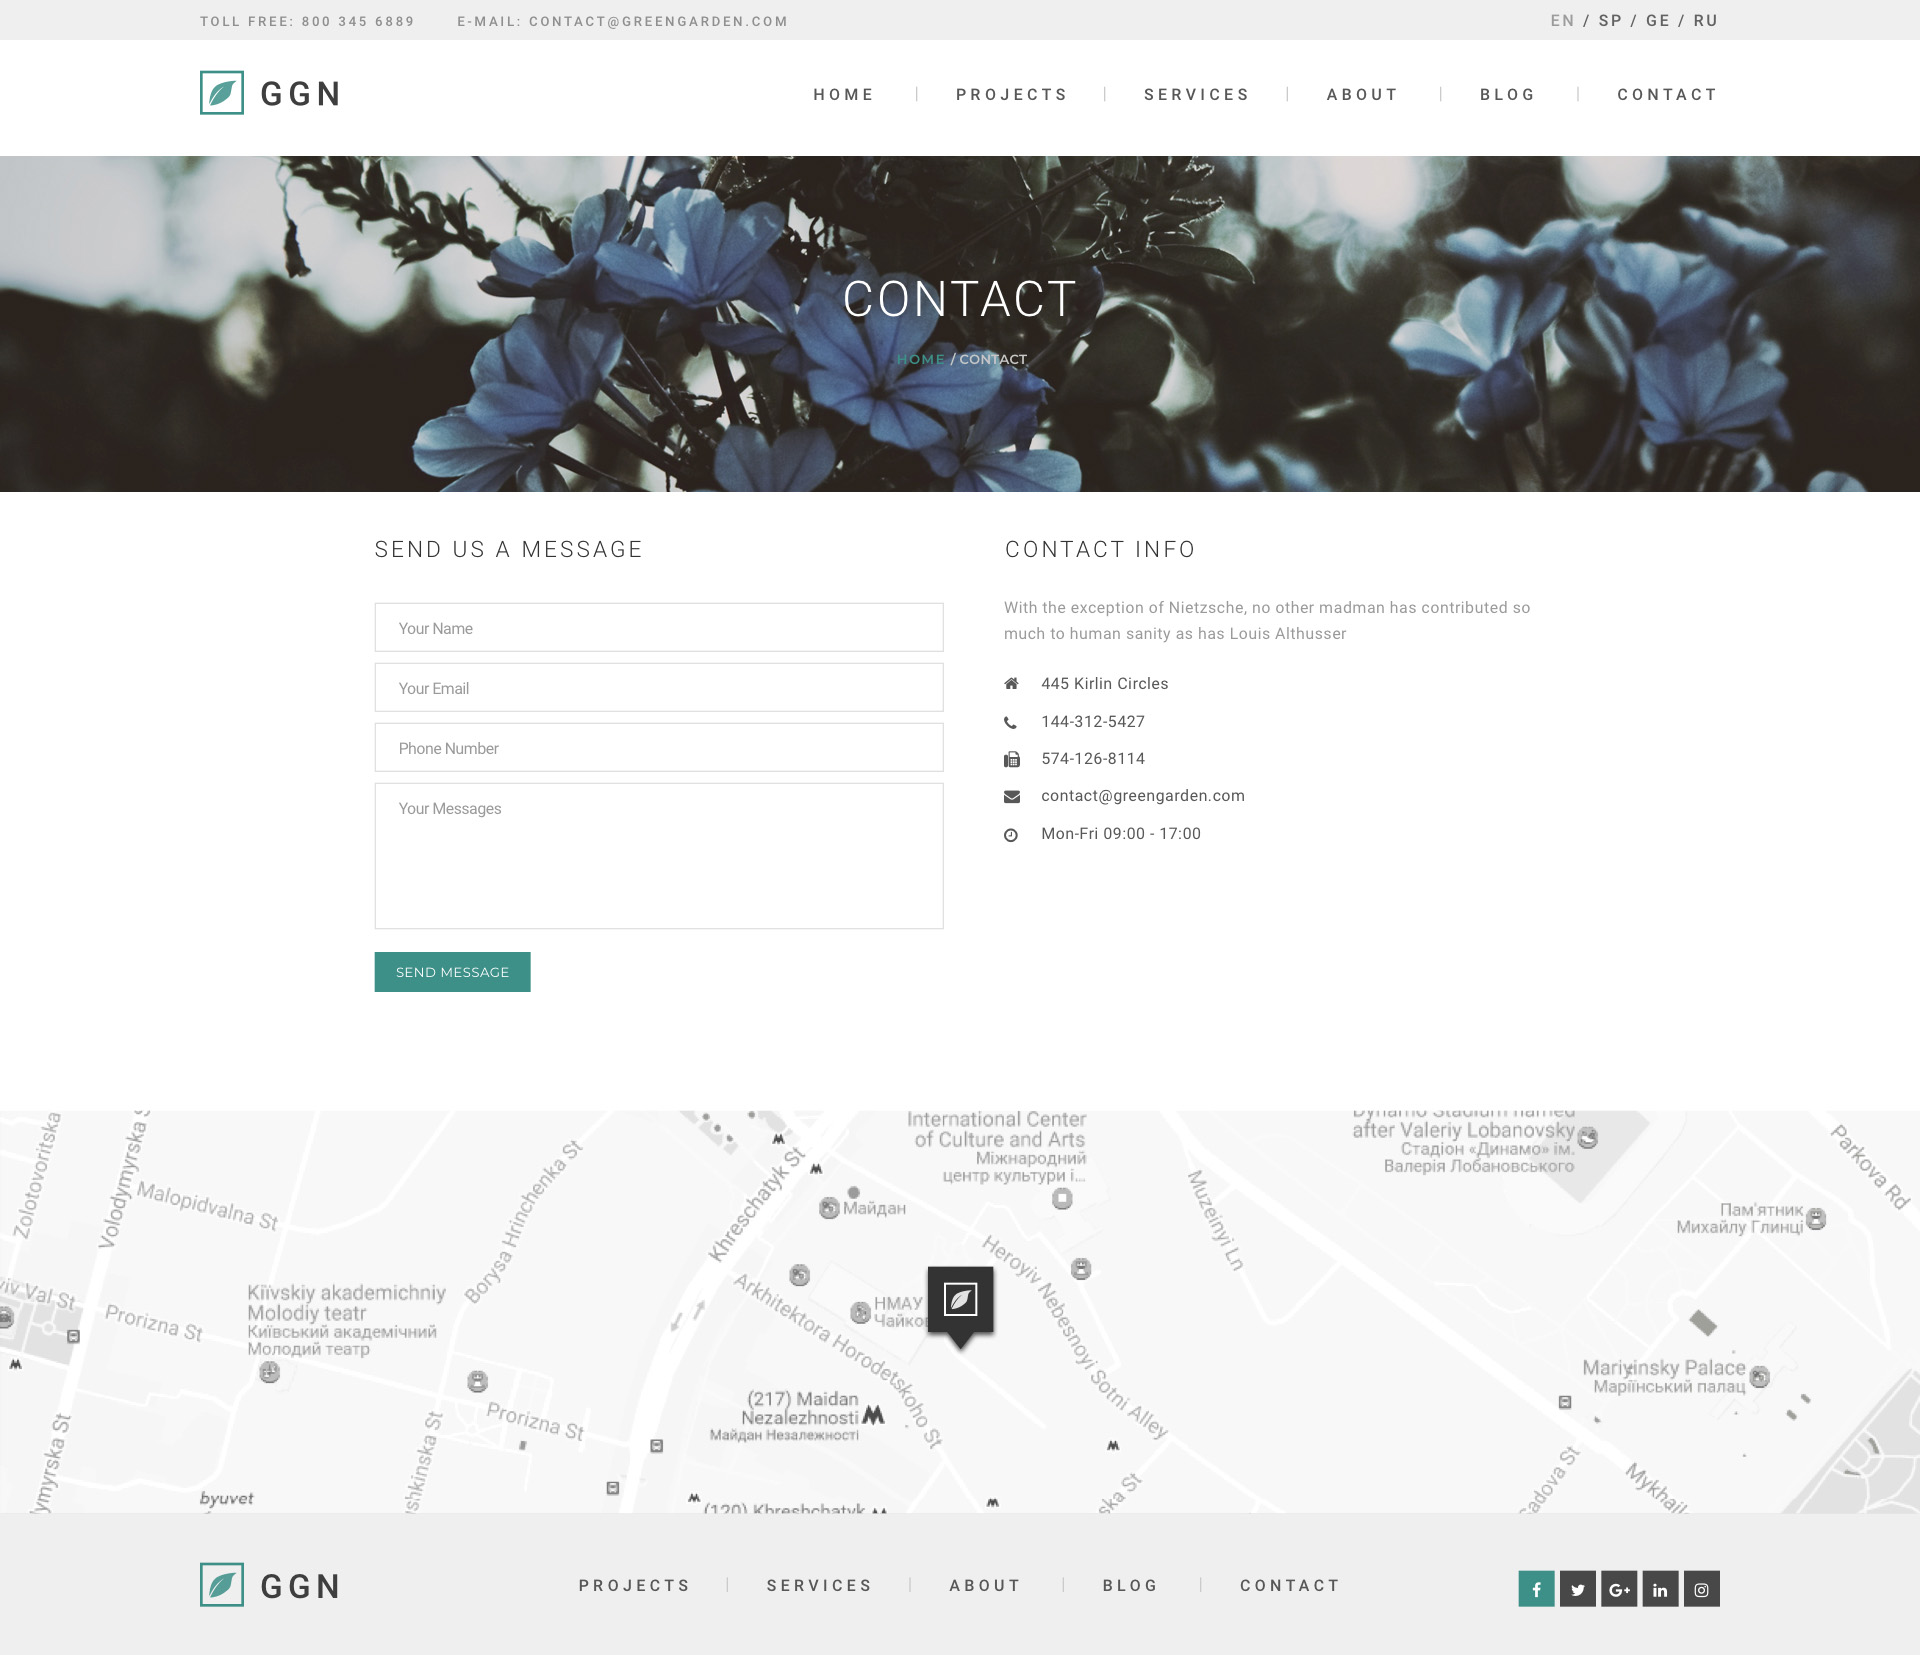 TOLL FREE: 800 345 6889
E-MAIL: CONTACT@GREENGARDEN.COM
EN / SP / GE / RU
GGN
HOME
PROJECTS
SERVICES
ABOUT
BLOG
CONTACT
CONTACT
HOME / CONTACT
SEND US A MESSAGE
Your Name
Your Email
Phone Number
Your Messages
SEND MESSAGE
CONTACT INFO
With the exception of Nietzsche, no other madman has contributed so
much to human sanity as has Louis Althusser
445 Kirlin Circles
144-312-5427
574-126-8114
contact@greengarden.com
Mon-Fri 09:00 - 17:00
Zolotovoritska
Volodymyrska S
Malopidvalna St
Borysa Hrinchenka St
Khreschatyk St
International Center
of Culture and Arts
Міжнародний
центр культури і...
Майдан
Muzeinyi Ln
Dynamo Stadium named
after Valeriy Lobanovsky
Стадіон «Динамо» ім.
Валерія Лобановського
Parkova Rd
Пам'ятник
Михайлу Глинці
iv Val St
Prorizna St
Kiïvskiy akademichniy
Molodiy teatr
Київський академічний
Молодий театр
Arkhitektora Horodetskoho St
НМАУ
Чайков
Heroyiv Nebesnoyi Sotni Alley
Mariyinsky Palace
Маріїнський палац
Prorizna St
(217) Maidan
Nezalezhnosti
Майдан Незалежності
ymyrska St
shkinska St
byuvet
(120) Khreshchatyk
ska St
Sadova St
Mykhail
GGN
PROJECTS
SERVICES
ABOUT
BLOG
CONTACT